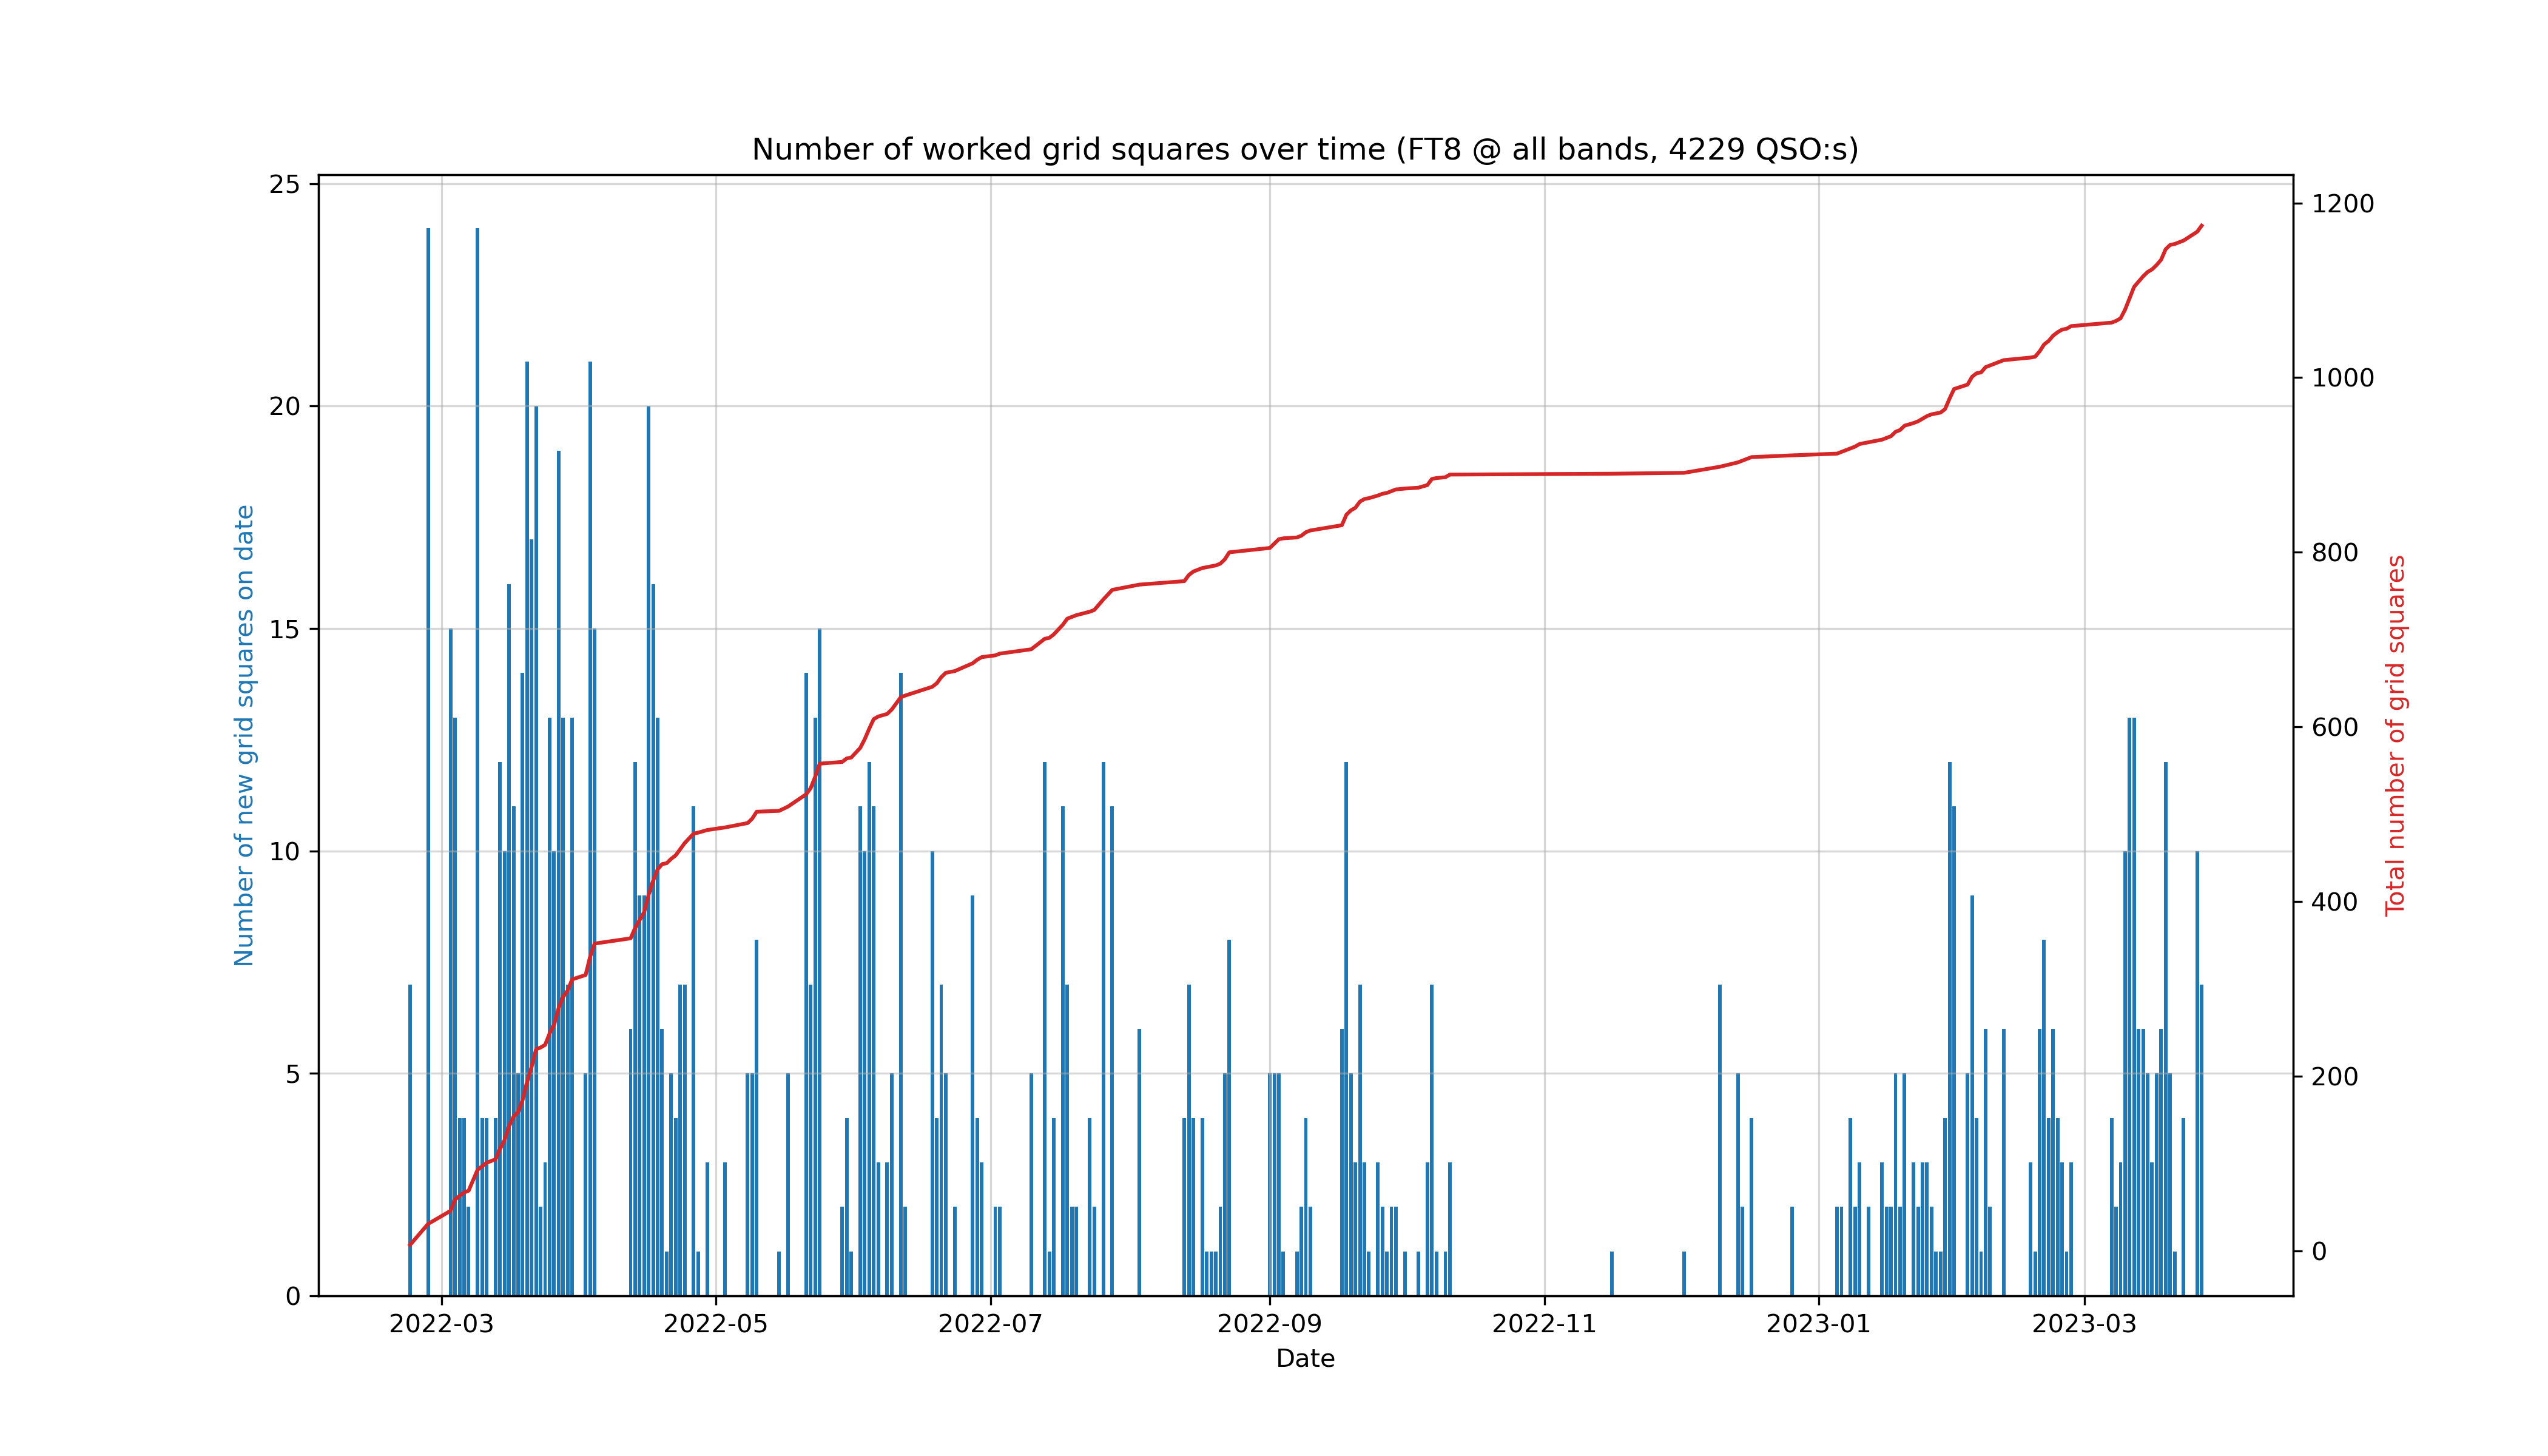 Number of worked grid squares over time (FT8 @ all bands, 4229 QSO:s)
Number of new grid squares on date
25
20
15
10
5
0
1200
1000
800
600
400
200
0
Total number of grid squares
2022-03 2022-05 2022-07 2022-09 2022-11 2023-01 2023-03
Date